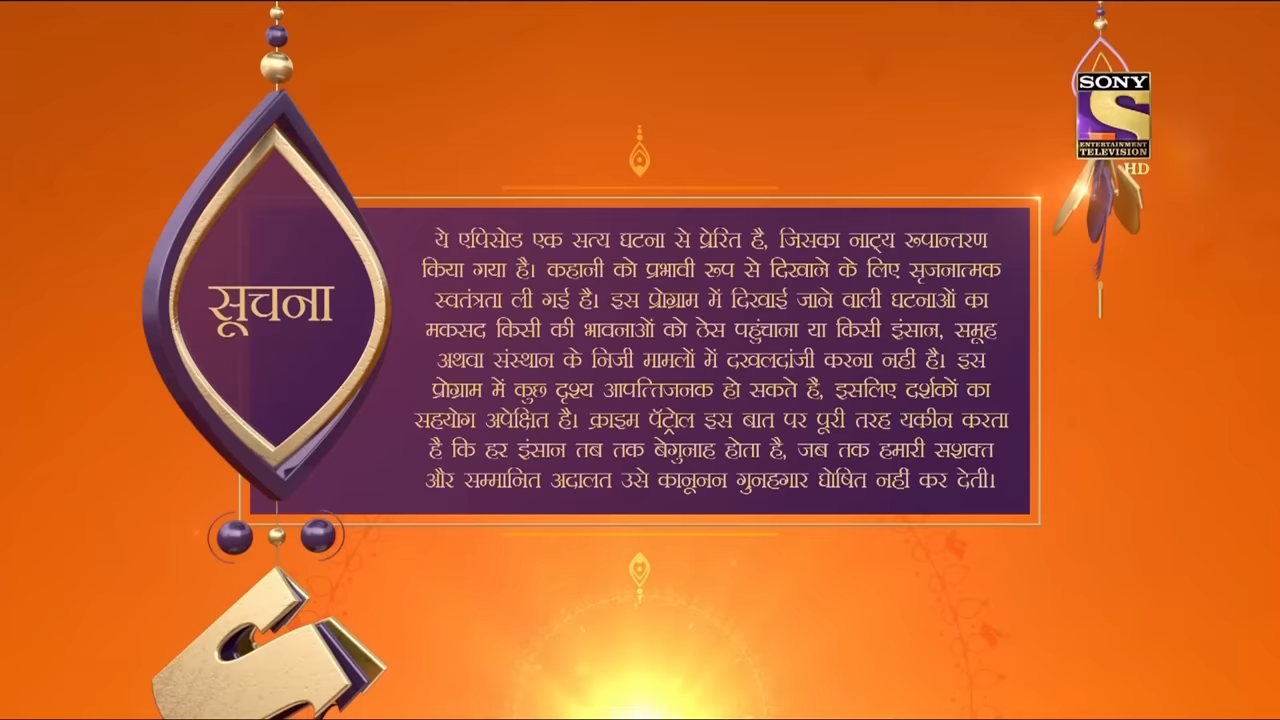 सूचना
ये एपिसोड एक सत्य घटना से प्रेरित है, जिसका नाट्य रूपान्तरण
किया गया है। कहानी को प्रभावी रूप से दिखाने के लिए सृजनात्मक
स्वतंत्रता ली गई है। इस प्रोग्राम में दिखाई जाने वाली घटनाओं का
मकसद किसी की भावनाओं को ठेस पहुंचाना या किसी इंसान, समूह
अथवा संस्थान के निजी मामलों में दखलदांजी करना नहीं है। इस
प्रोग्राम में कुछ दृश्य आपत्तिजनक हो सकते हैं, इसलिए दर्शकों का
सहयोग अपेक्षित है। क्राइम पॅट्रोल इस बात पर पूरी तरह यकीन करता
है कि हर इंसान तब तक बेगुनाह होता है, जब तक हमारी सशक्त
और सम्मानित अदालत उसे कानूनन गुनहगार घोषित नहीं कर देती।
SONY
S
ENTERTAINMENT
TELEVISION
HD